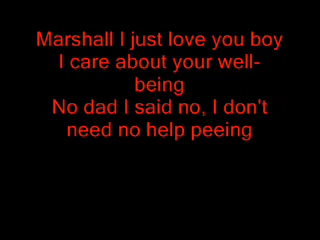 Marshall I just love you boy
I care about your well-
being
No dad I said no, I don't
need no help peeing